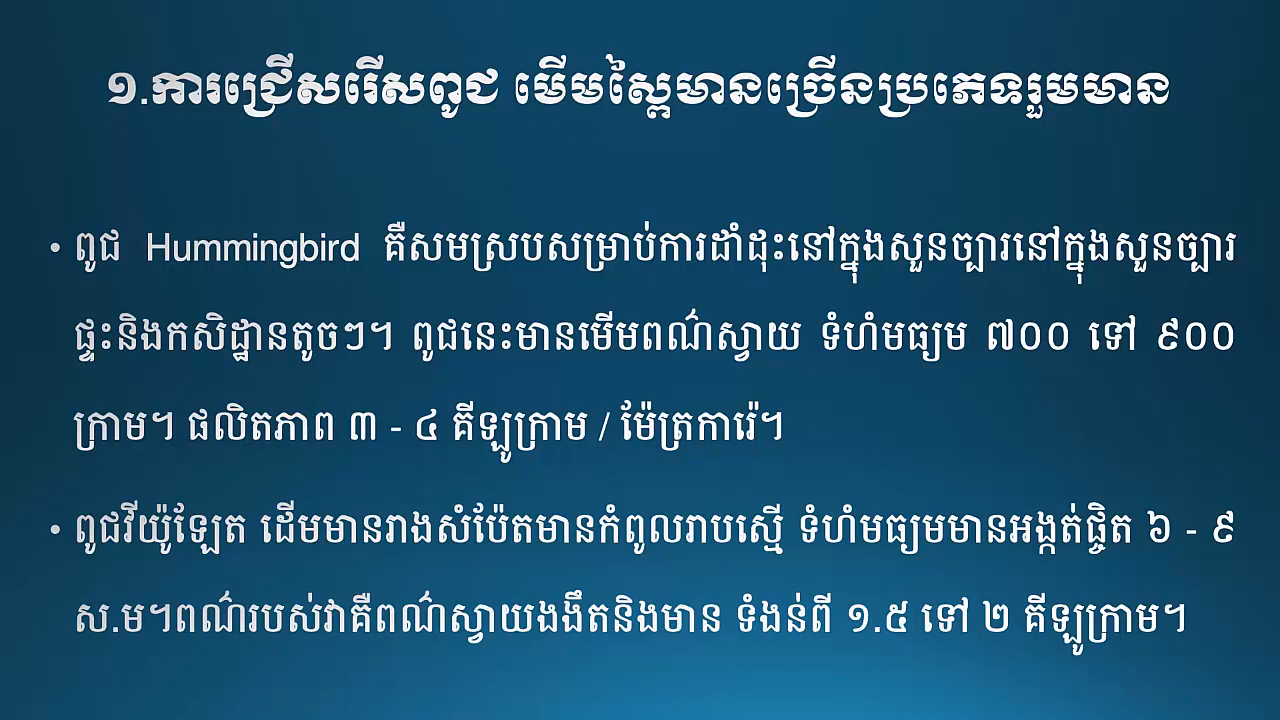 ១.ការជ្រើសរើសពូជ មើមស្ពៃមានច្រើនប្រភេទរួមមាន
• ពូជ Hummingbird គឺសមស្របសម្រាប់ការដាំដុះនៅក្នុងសួនច្បារនៅក្នុងសួនច្បារ
ផ្ទះនិងកសិដ្ឋានតូចៗ។ ពូជនេះមានមើមពណ៌ស្វាយ ទំហំមធ្យម ៧០០ ទៅ ៩០០
ក្រាម។ ផលិតភាព ៣ - ៤ គីឡូក្រាម / ម៉ែត្រការ៉េ។
• ពូជវីយ៉ូឡែត ដើមមានរាងសំប៉ែតមានកំពូលរាបស្មើ ទំហំមធ្យមមានអង្កត់ផ្ចិត ៦ - ៩
ស.ម។ពណ៌របស់វាគឺពណ៌ស្វាយងងឹតនិងមាន ទំងន់ពី ១.៥ ទៅ ២ គីឡូក្រាម។